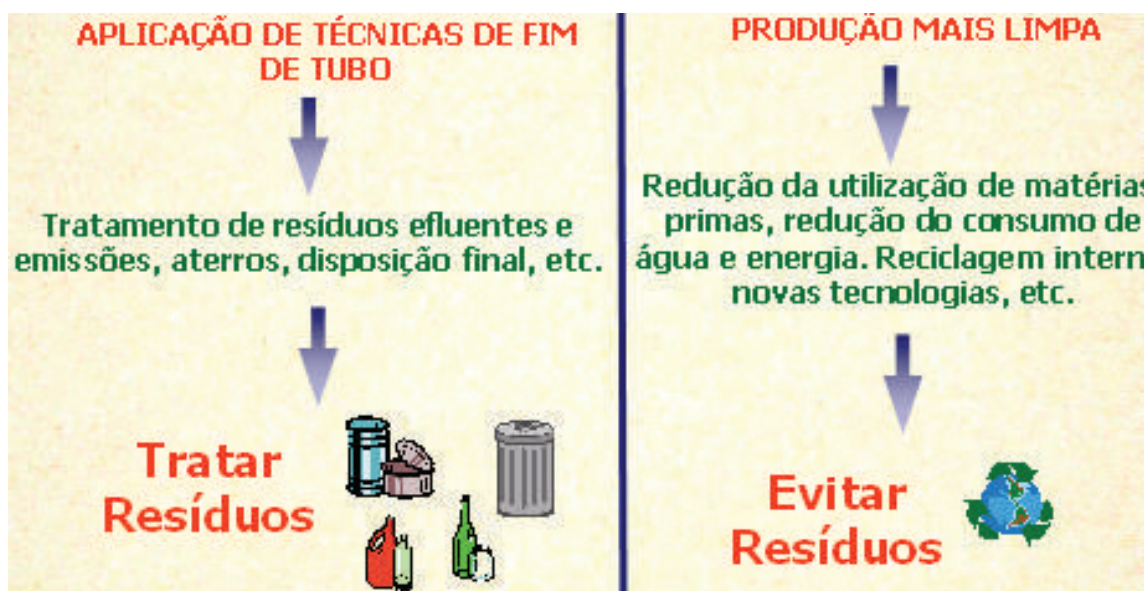 APLICAÇÃO DE TÉCNICAS DE FIM
DE TUBO
Tratamento de resíduos efluentes e
emissões, aterros, disposição final, etc.
Tratar
Resíduos
PRODUÇÃO MAIS LIMPA
Redução da utilização de matérias
primas, redução do consumo de
água e energia. Reciclagem intern
novas tecnologias, etc.
Evitar
Resíduos